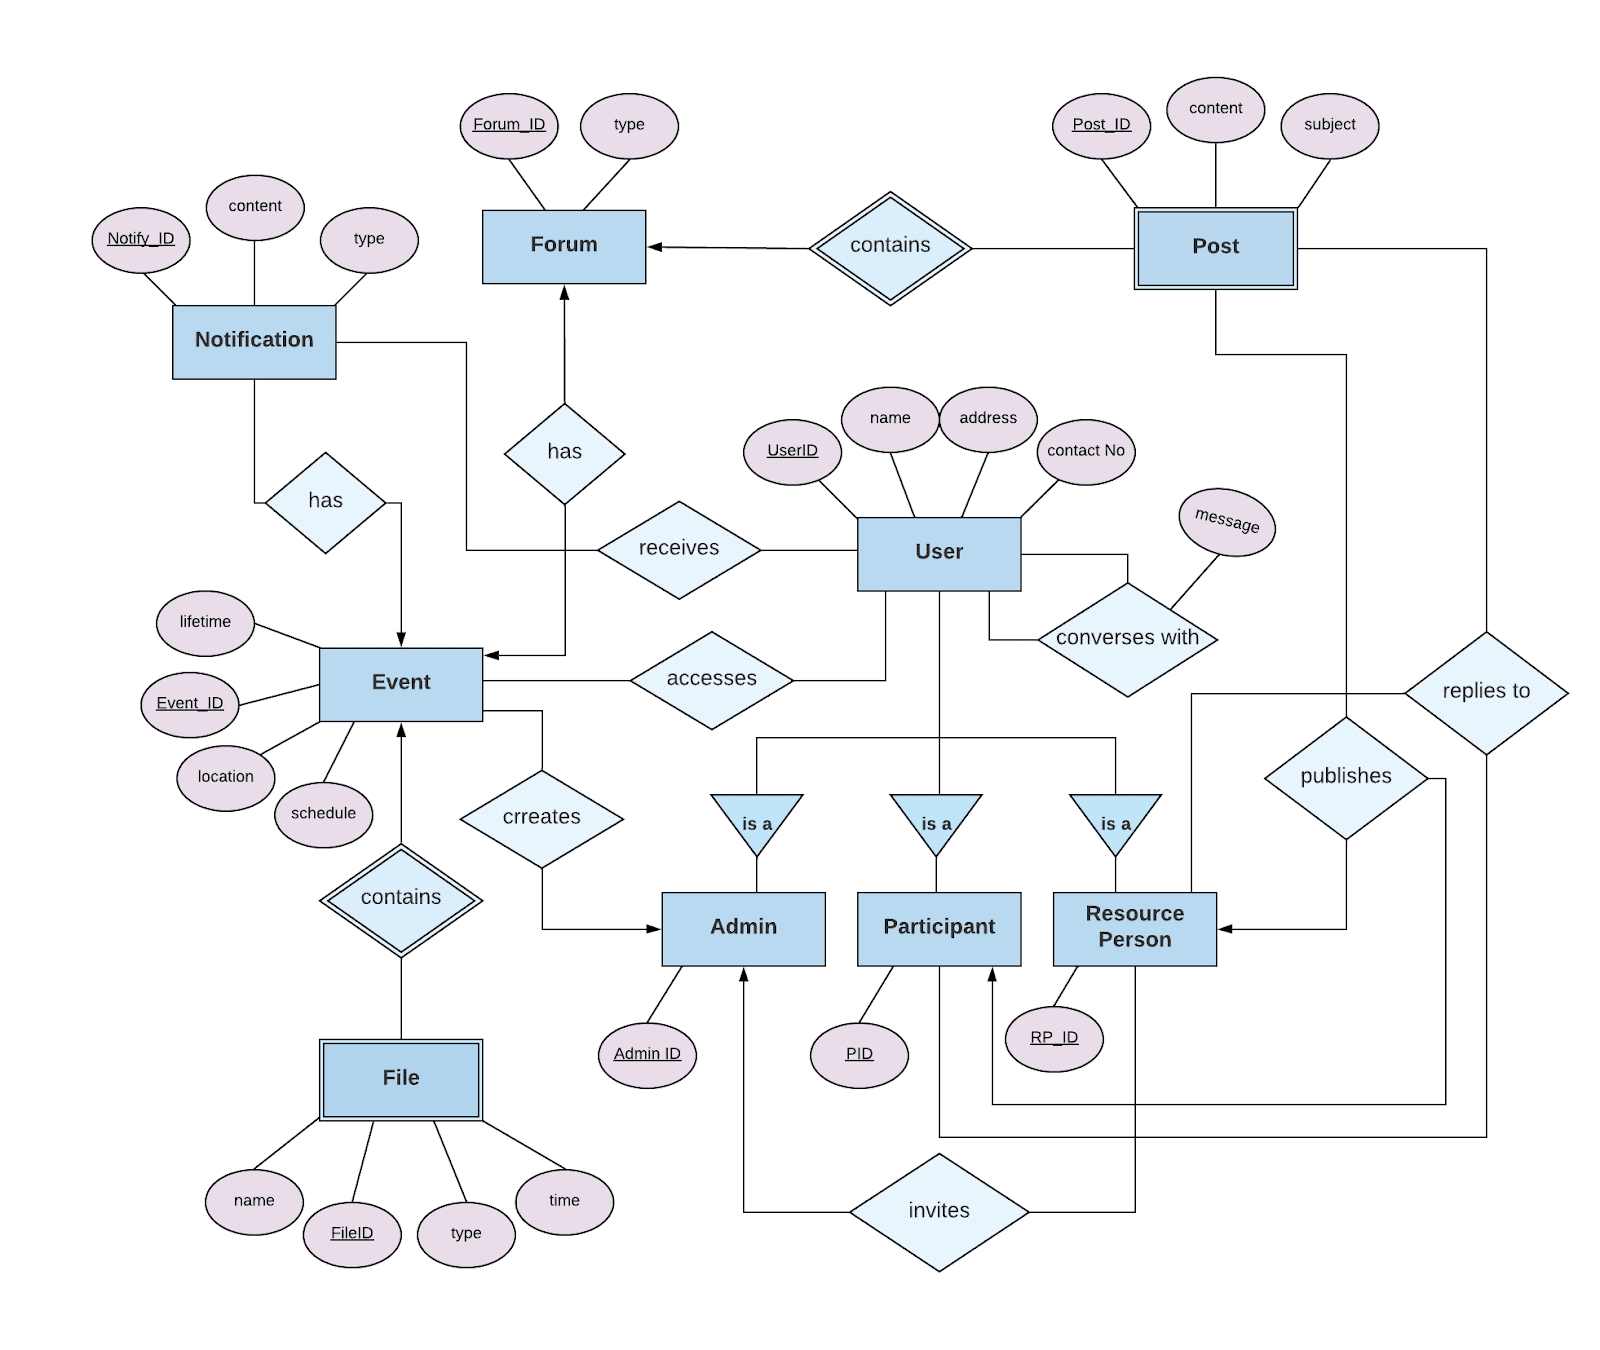 Forum_ID
type
Post_ID
content
subject
Notify_ID
content
type
Forum
contains
Post
Notification
has
has
UserID
name
address
contact No
message
receives
User
converses with
lifetime
Event_ID
location
schedule
Event
accesses
replies to
publishes
crreates
is a
is a
is a
contains
Admin
Participant
Resource
Person
Admin ID
PID
RP_ID
File
name
FileID
type
time
invites